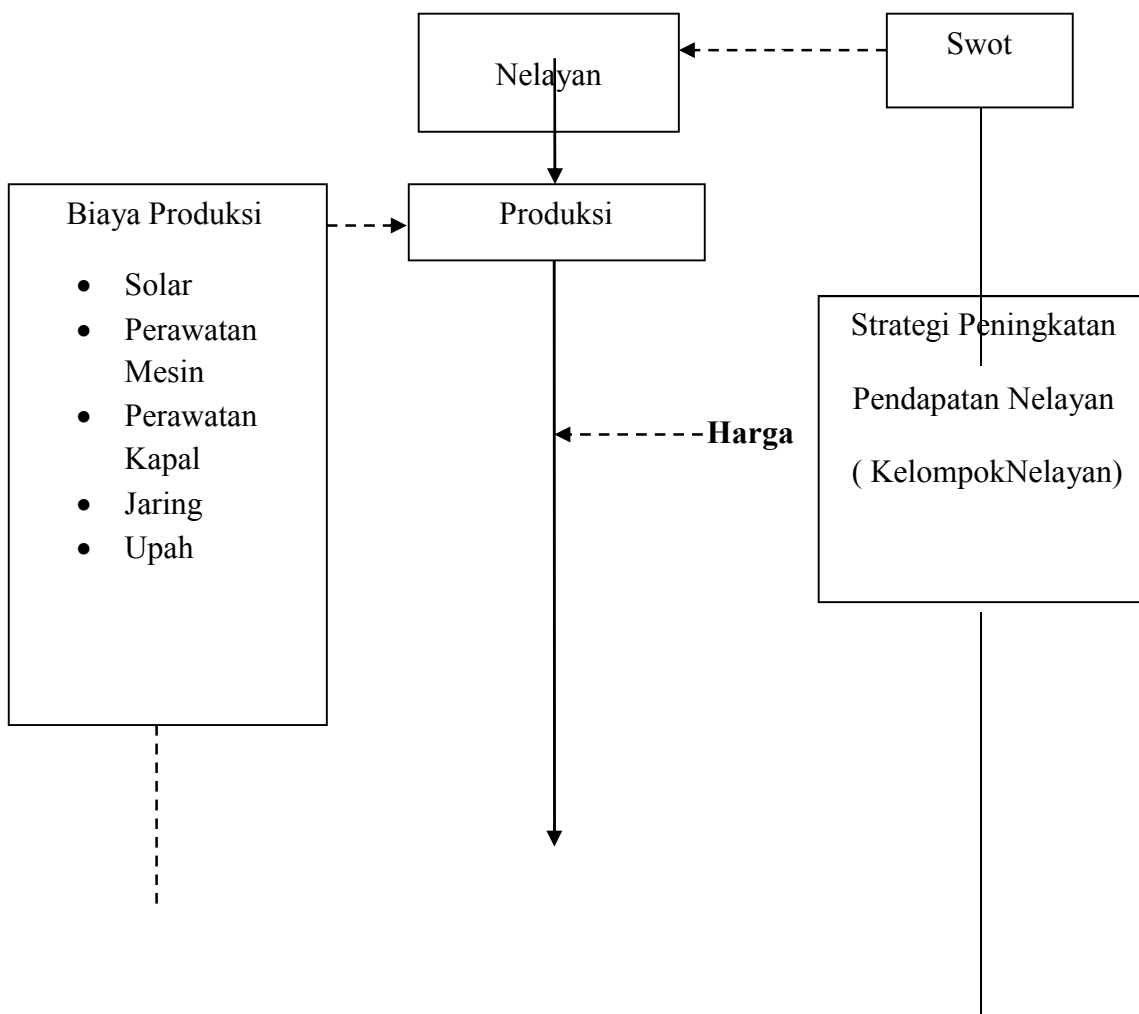 Nelayan
Swot
Biaya Produksi
• Solar
• Perawatan
Mesin
• Perawatan
Kapal
• Jaring
• Upah
Produksi
Harga
Strategi Peningkatan
Pendapatan Nelayan
( KelompokNelayan)